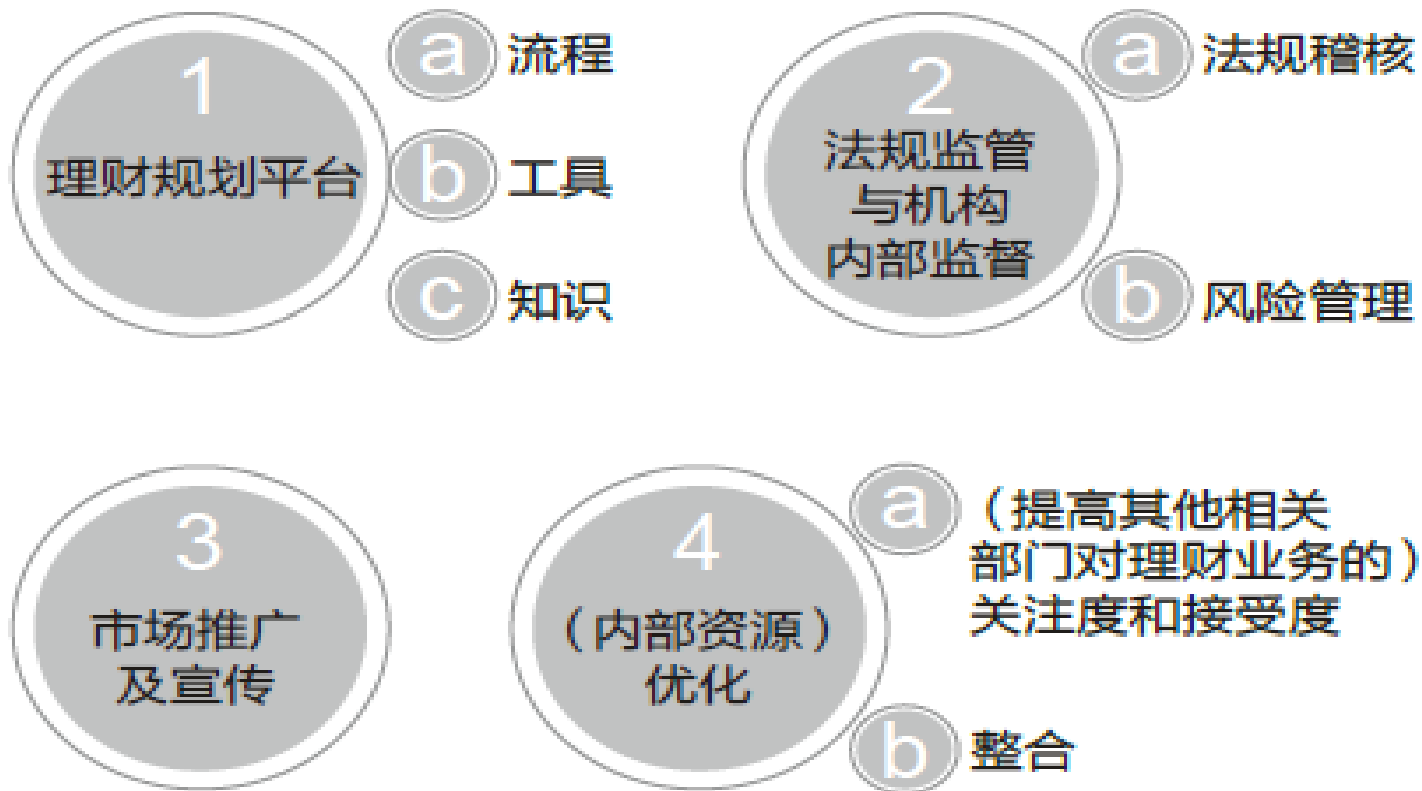 1
理财规划平台
a 流程
b 工具
c 知识
2
法规监管
与机构
内部监督
a 法规稽核
b 风险管理
3
市场推广
及宣传
4
（内部资源）
优化
a （提高其他相关
部门对理财业务的）
关注度和接受度
b 整合